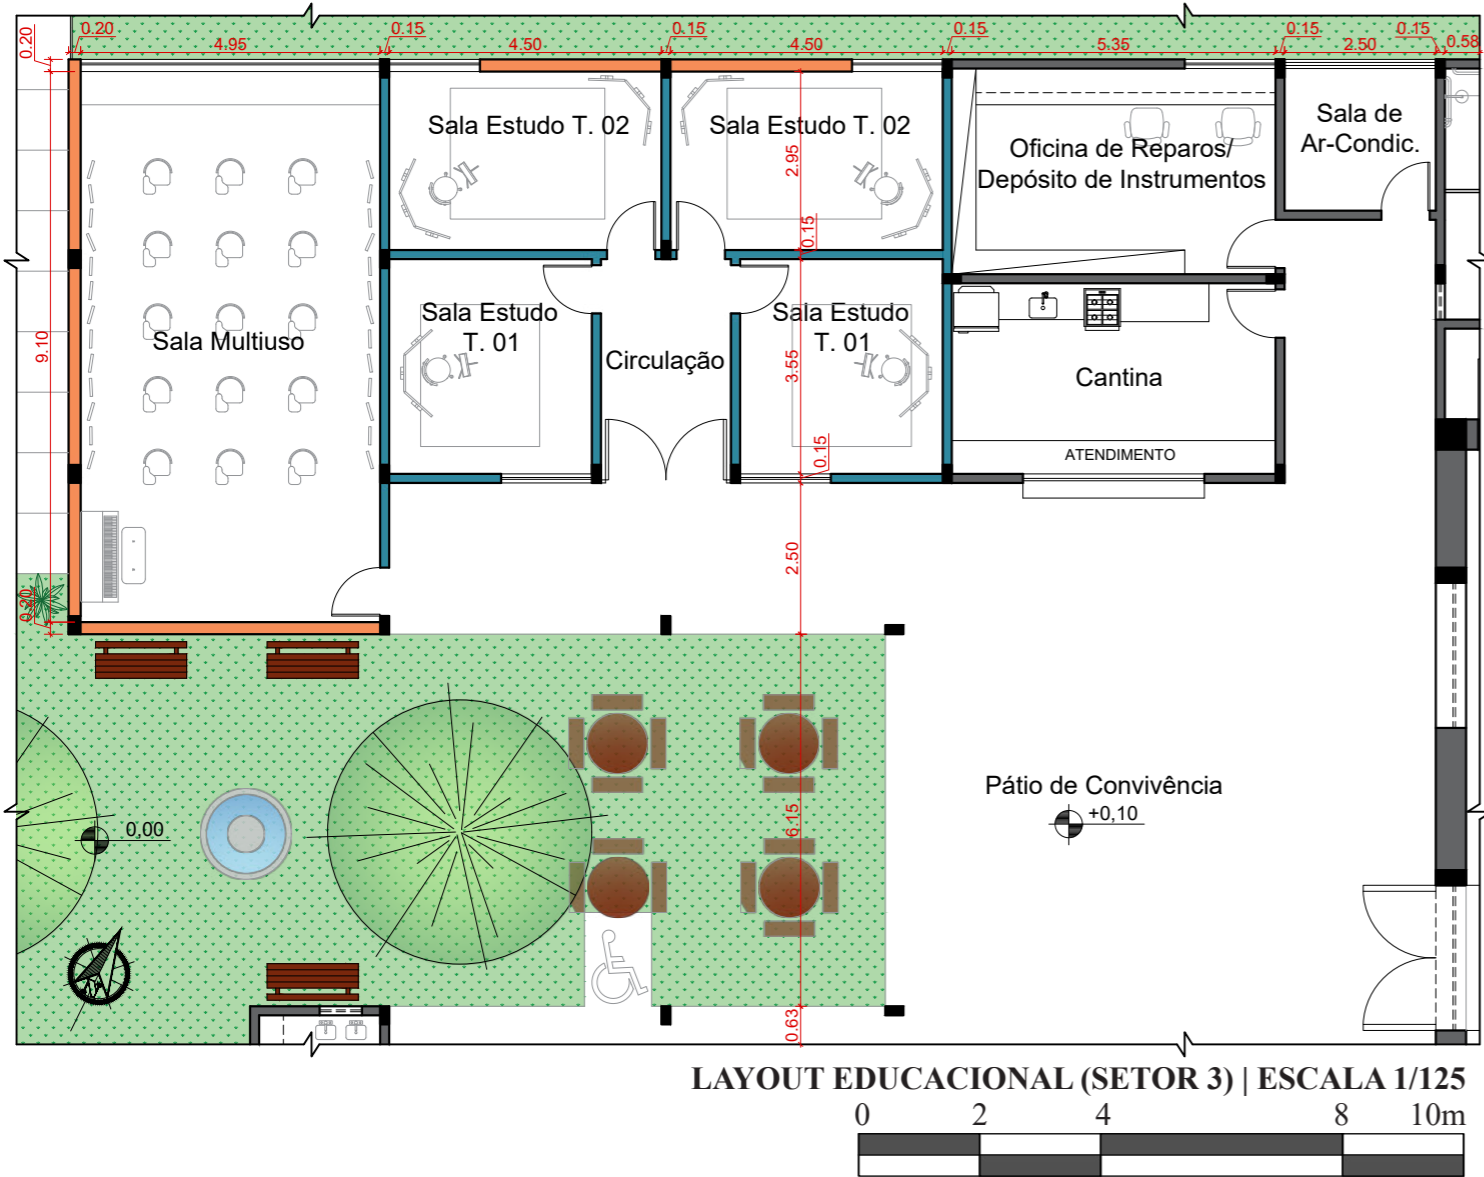 0.20
0.20
4.95
0.15
4.50
0.15
4.50
0.15
5.35
0.15
2.50
0.15
0.58
Sala Estudo T. 02
Sala Estudo T. 02
2.95
0.15
Oficina de Reparos/
Depósito de Instrumentos
Sala de
Ar-Condic.
Sala Multiuso
9.10
Sala Estudo
T. 01
Circulação
Sala Estudo
T. 01
3.55
0.15
Cantina
ATENDIMENTO
2.50
0.20
6.15
0,00
Pátio de Convivência
+0,10
0.63
LAYOUT EDUCACIONAL (SETOR 3) | ESCALA 1/125
0 2 4 8 10m